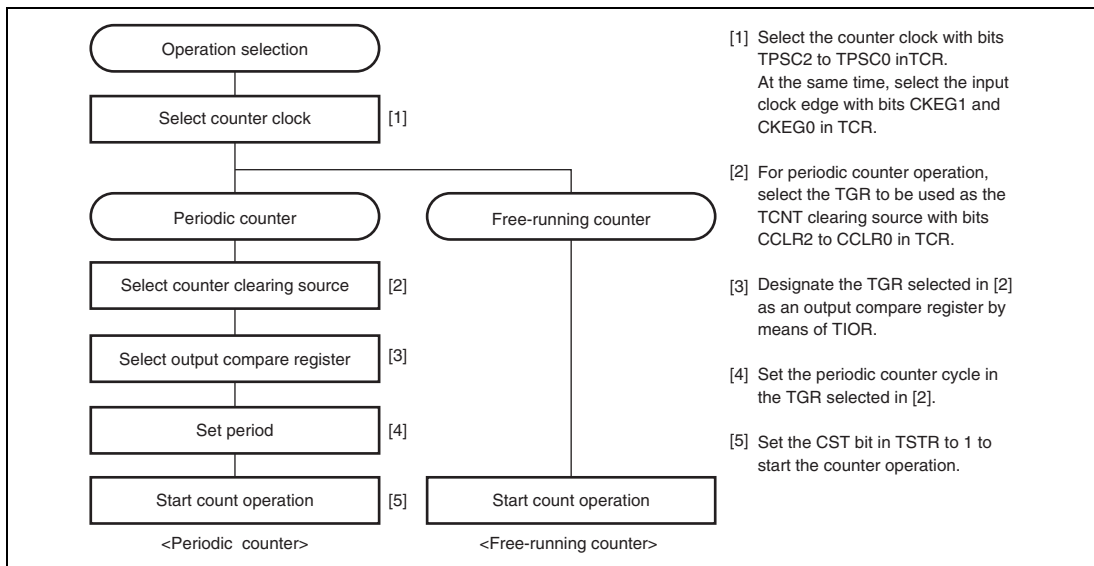 Operation selection
Select counter clock
[1]
Periodic counter
Free-running counter
Select counter clearing source
[2]
Select output compare register
[3]
Set period
[4]
Start count operation
[5]
Start count operation
<Periodic counter>
<Free-running counter>
[1] Select the counter clock with bits
TPSC2 to TPSC0 inTCR.
At the same time, select the input
clock edge with bits CKEG1 and
CKEG0 in TCR.
[2] For periodic counter operation,
select the TGR to be used as the
TCNT clearing source with bits
CCLR2 to CCLR0 in TCR.
[3] Designate the TGR selected in [2]
as an output compare register by
means of TIOR.
[4] Set the periodic counter cycle in
the TGR selected in [2].
[5] Set the CST bit in TSTR to 1 to
start the counter operation.